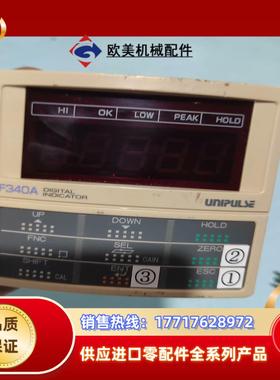 欧美机械配件
HI OK LOW PEAK HOLD
F340A DIGITAL INDICATOR
UNIPULSE
UP DOWN HOLD
FNC SEL ZERO ②
SHIFT CAL GAIN EN ③ ESC ①
品质
保证
销售热线：17717628972
供应进口零配件全系列产品